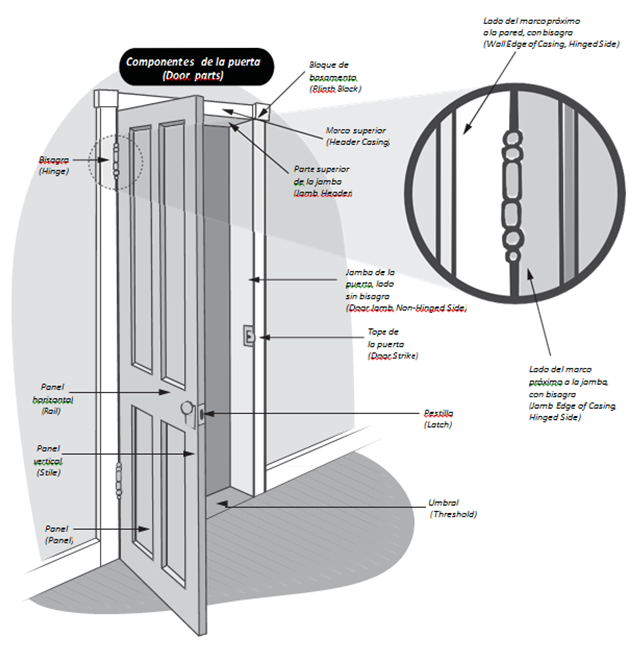 Componentes de la puerta
(Door parts)
Lado del marco próximo
a la pared, con bisagra
(Wall Edge of Casing, Hinged Side)
Bloque de
basamento
(Plinth Block)
Marco superior
(Header Casing)
Bisagra
(Hinge)
Parte superior
de la jamba
(Jamb Header)
Jamba de la
puerta, lado
sin bisagra
(Door Jamb, Non-Hinged Side)
Tope de
la puerta
(Door Strike)
Lado del marco
próximo a la jamba,
con bisagra
(Jamb Edge of Casing,
Hinged Side)
Panel
horizontal
(Rail)
Pestilla
(Latch)
Panel
vertical
(Stile)
Umbral
(Threshold)
Panel
(Panel)